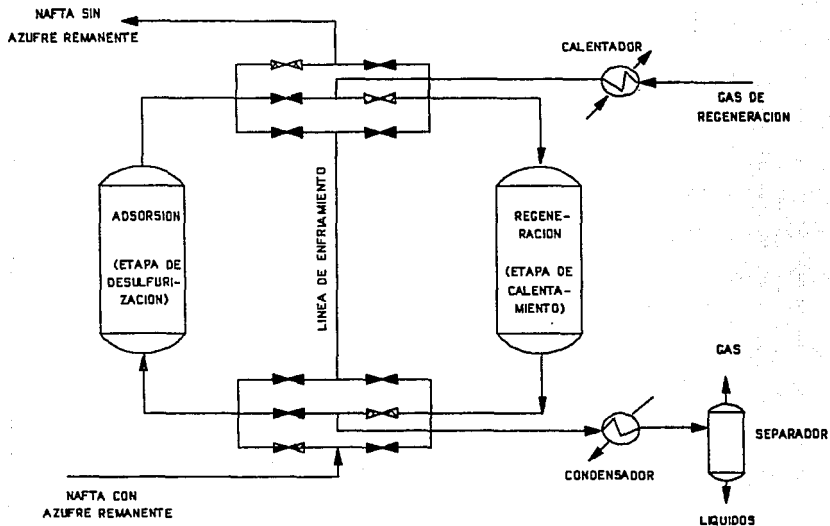 NAFTA SIN
AZUFRE REMANENTE
CALENTADOR
GAS DE
REGENERACION
ADSORSION
(ETAPA DE
DESULFURI-
ZACION)
LINEA DE ENFRIAMIENTO
REGENE-
RACION
(ETAPA DE
CALENTA-
MIENTO)
GAS
SEPARADOR
CONDENSADOR
NAFTA CON
AZUFRE REMANENTE
LIQUIDOS